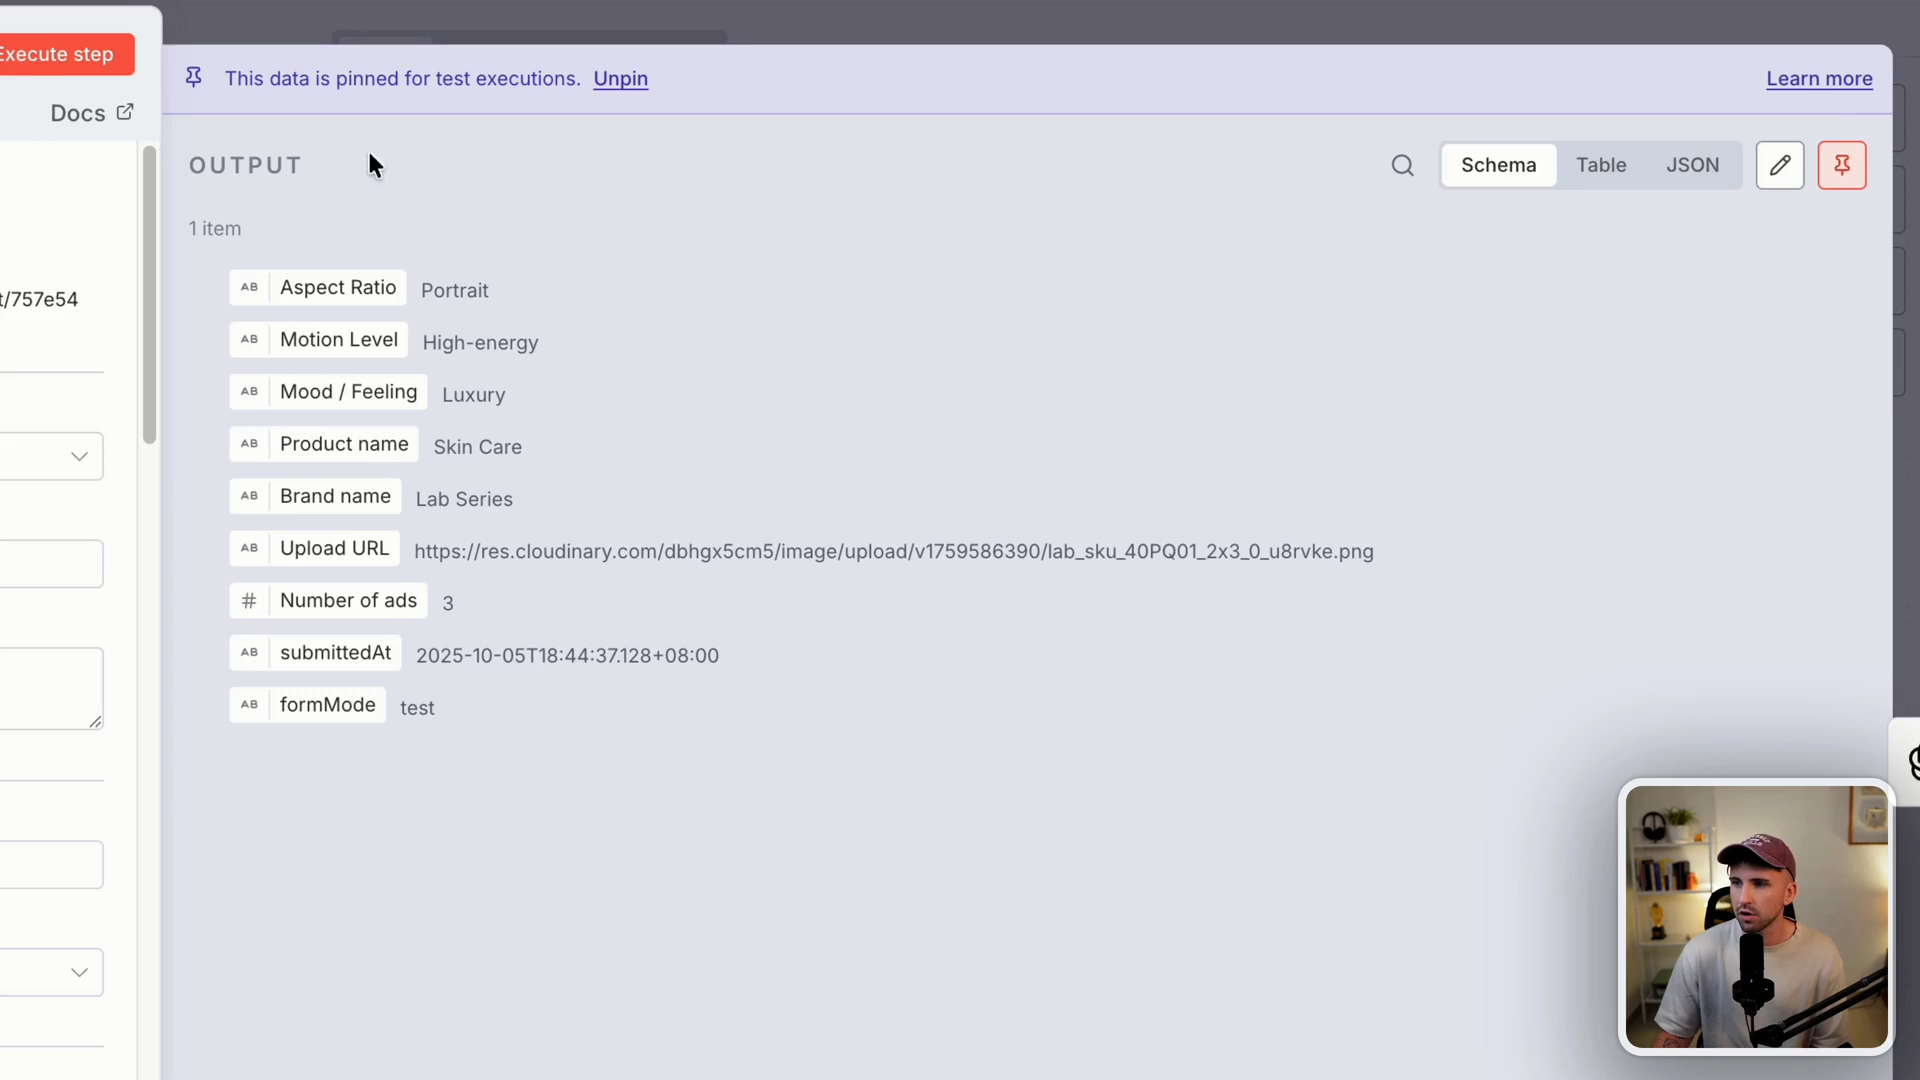 Execute step
This data is pinned for test executions. Unpin
Learn more
Docs
OUTPUT
Schema
Table
JSON
1 item
t/757e54
AB Aspect Ratio Portrait
AB Motion Level High-energy
AB Mood / Feeling Luxury
AB Product name Skin Care
AB Brand name Lab Series
AB Upload URL https://res.cloudinary.com/dbhgx5cm5/image/upload/v1759586390/lab_sku_40PQ01_2x3_0_u8rvke.png
# Number of ads 3
AB submittedAt 2025-10-05T18:44:37.128+08:00
AB formMode test